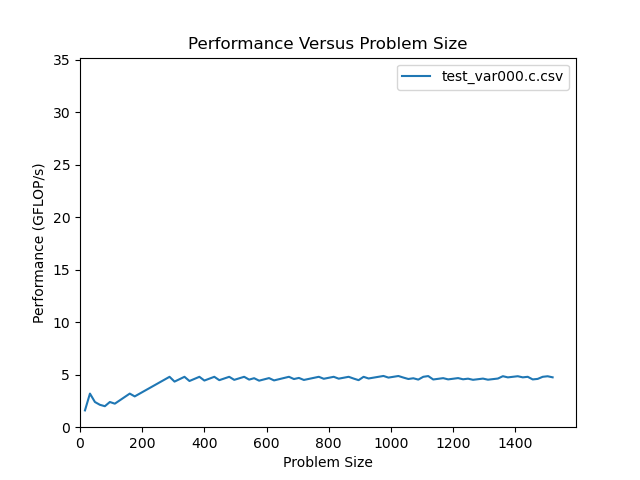 Performance Versus Problem Size
test_var000.c.csv
Performance (GFLOP/s)
35
30
25
20
15
10
5
0
0 200 400 600 800 1000 1200 1400
Problem Size